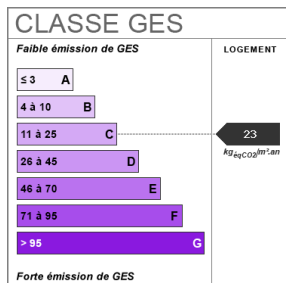 CLASSE GES
Faible émission de GES
LOGEMENT
≤ 3 A
4 à 10 B
11 à 25 C
23
kgéqCO2/m².an
26 à 45 D
46 à 70 E
71 à 95 F
> 95 G
Forte émission de GES